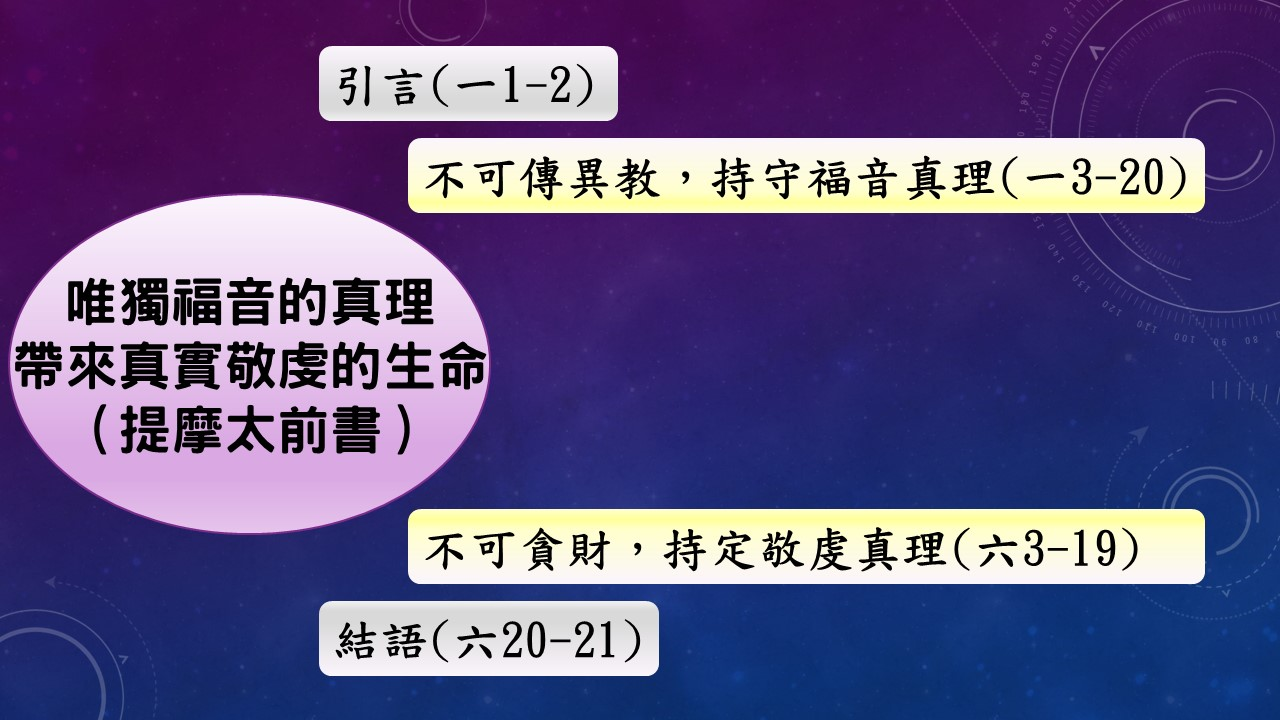 引言(一1-2)
不可傳異教，持守福音真理(一3-20)
唯獨福音的真理
帶來真實敬虔的生命
（提摩太前書）
不可貪財，持定敬虔真理(六3-19)
結語(六20-21)